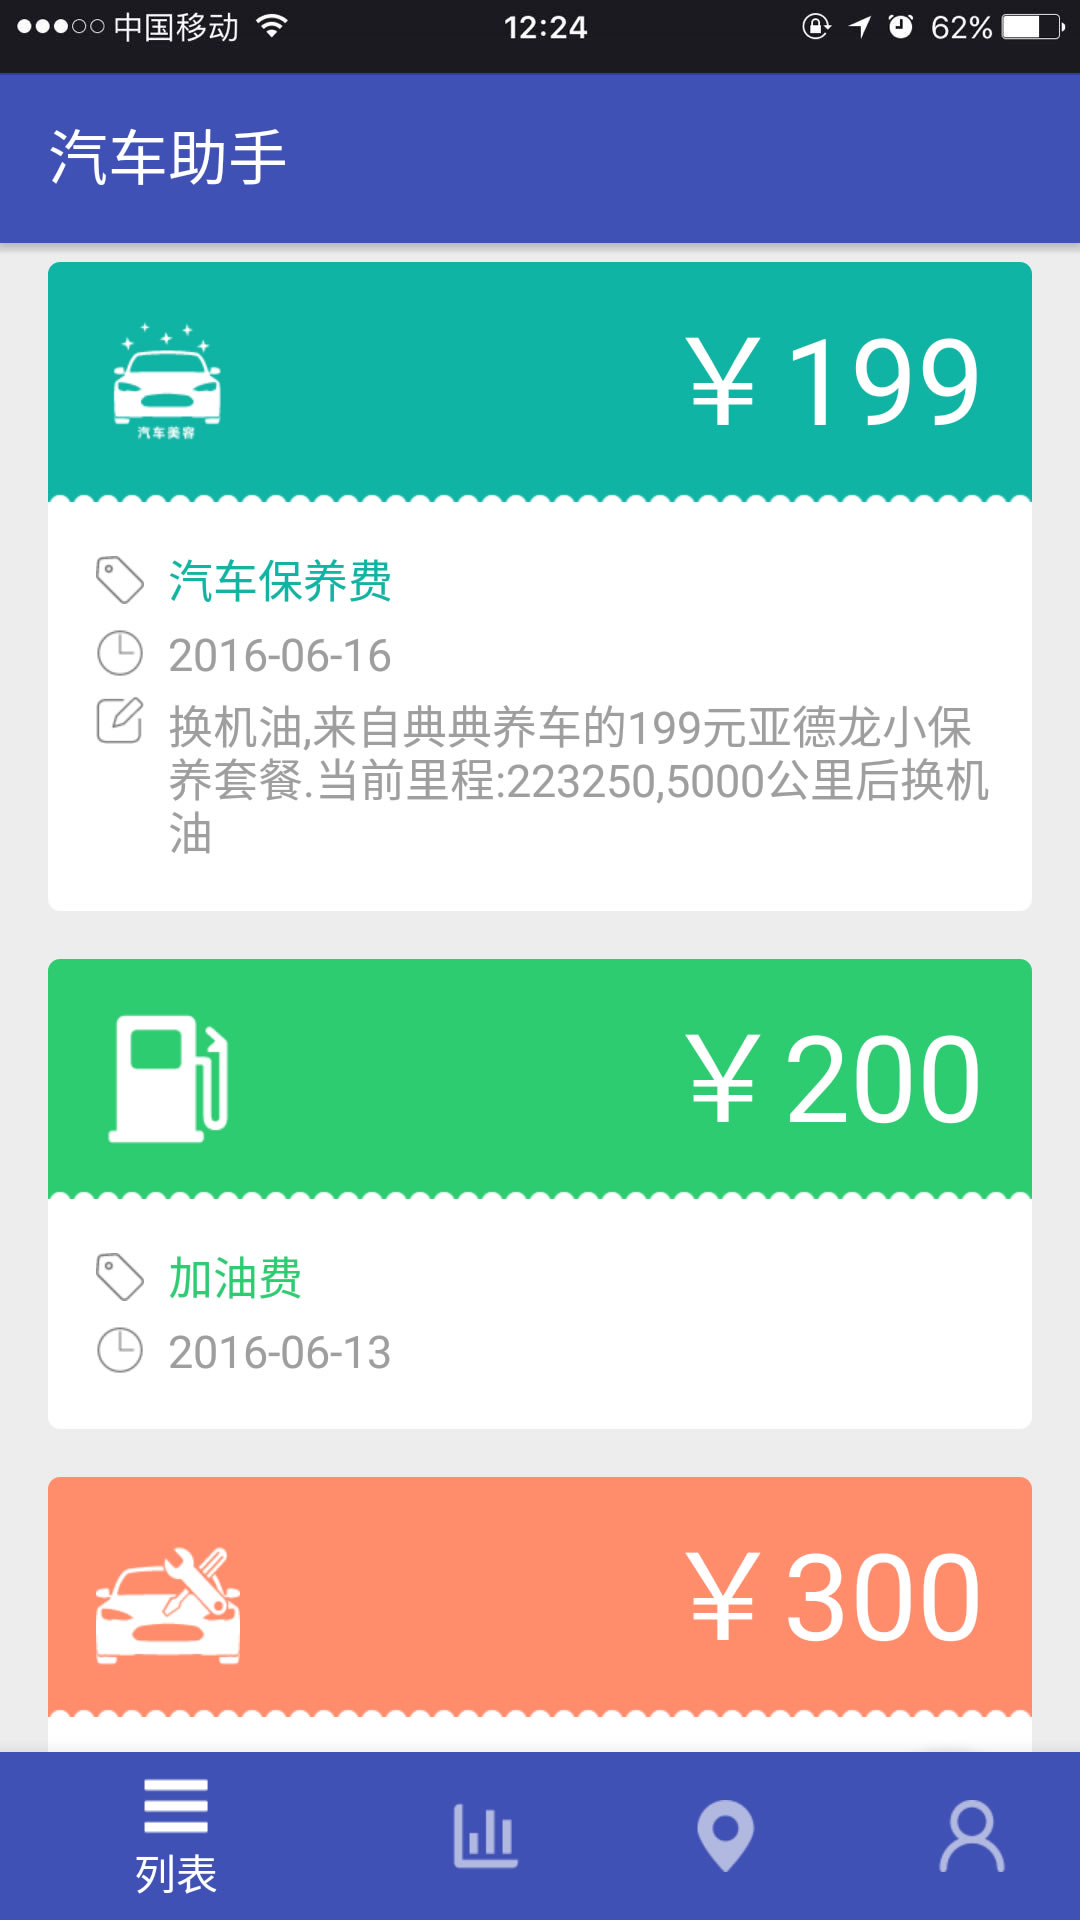 中国移动 12:24 62%
汽车助手
¥199
汽车美容
汽车保养费
2016-06-16
换机油,来自典典养车的199元亚德龙小保
养套餐.当前里程:223250,5000公里后换机
油
¥200
加油费
2016-06-13
¥300
列表